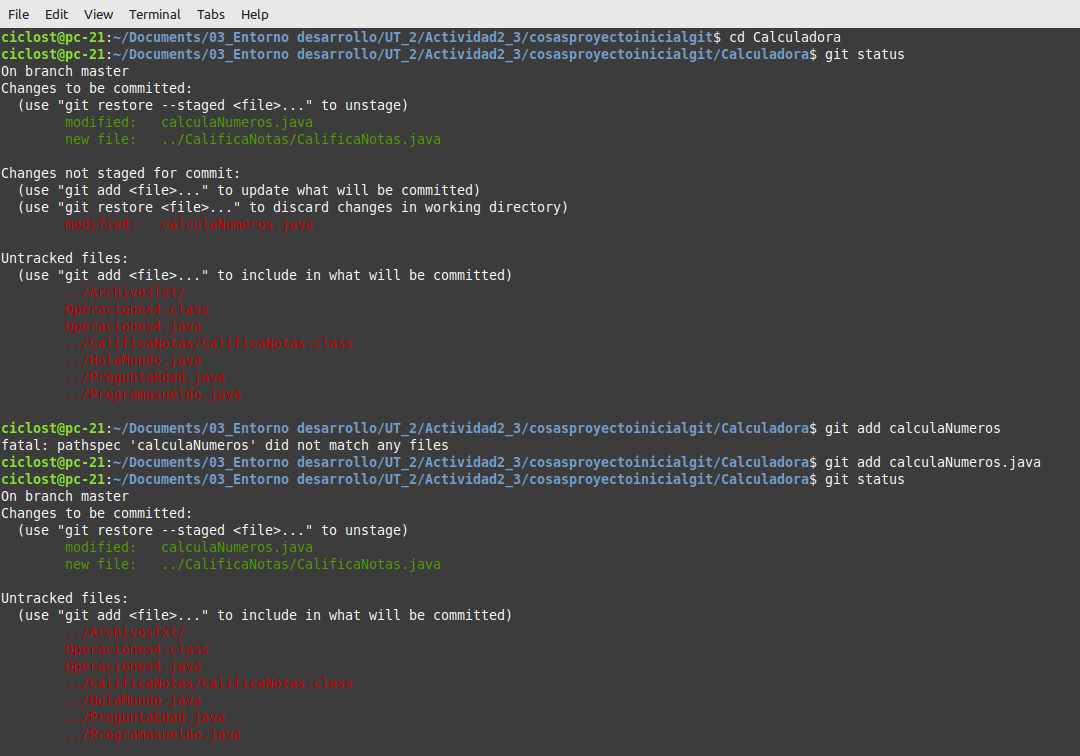 File Edit View Terminal Tabs Help
ciclost@pc-21:~/Documents/03_Entorno desarrollo/UT_2/Actividad2_3/cosasproyectoinicialgit$ cd Calculadora
ciclost@pc-21:~/Documents/03_Entorno desarrollo/UT_2/Actividad2_3/cosasproyectoinicialgit/Calculadora$ git status
On branch master
Changes to be committed:
  (use "git restore --staged <file>..." to unstage)
        modified:   calculaNumeros.java
        new file:   ../CalificaNotas/CalificaNotas.java

Changes not staged for commit:
  (use "git add <file>..." to update what will be committed)
  (use "git restore <file>..." to discard changes in working directory)
        modified:   calculaNumeros.java

Untracked files:
  (use "git add <file>..." to include in what will be committed)
        ../ArchivosTxt/
        Operaciones4.class
        Operaciones4.java
        ../CalificaNotas/CalificaNotas.class
        ../HolaMundo.java
        ../PreguntaEdad.java
        ../Programasueldo.java

ciclost@pc-21:~/Documents/03_Entorno desarrollo/UT_2/Actividad2_3/cosasproyectoinicialgit/Calculadora$ git add calculaNumeros
fatal: pathspec 'calculaNumeros' did not match any files
ciclost@pc-21:~/Documents/03_Entorno desarrollo/UT_2/Actividad2_3/cosasproyectoinicialgit/Calculadora$ git add calculaNumeros.java
ciclost@pc-21:~/Documents/03_Entorno desarrollo/UT_2/Actividad2_3/cosasproyectoinicialgit/Calculadora$ git status
On branch master
Changes to be committed:
  (use "git restore --staged <file>..." to unstage)
        modified:   calculaNumeros.java
        new file:   ../CalificaNotas/CalificaNotas.java

Untracked files:
  (use "git add <file>..." to include in what will be committed)
        ../ArchivosTxt/
        Operaciones4.class
        Operaciones4.java
        ../CalificaNotas/CalificaNotas.class
        ../HolaMundo.java
        ../PreguntaEdad.java
        ../Programasueldo.java